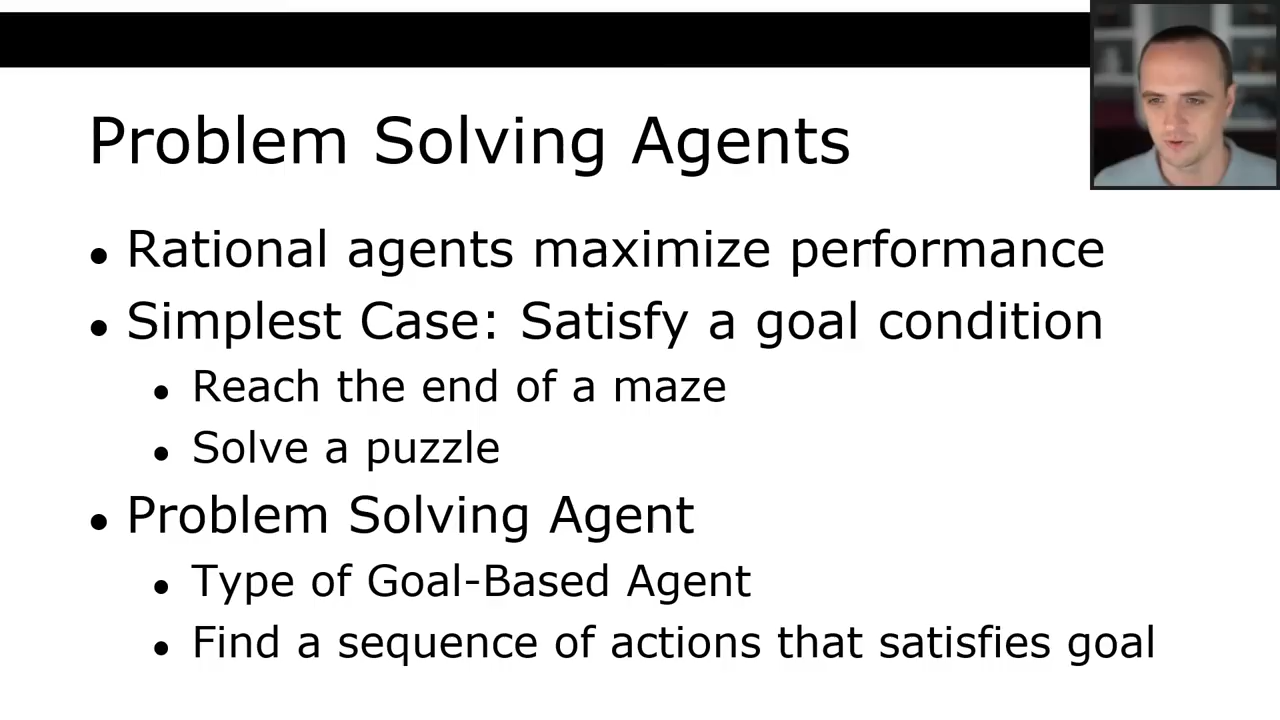 Problem Solving Agents
• Rational agents maximize performance
• Simplest Case: Satisfy a goal condition
• Reach the end of a maze
• Solve a puzzle
• Problem Solving Agent
• Type of Goal-Based Agent
• Find a sequence of actions that satisfies goal